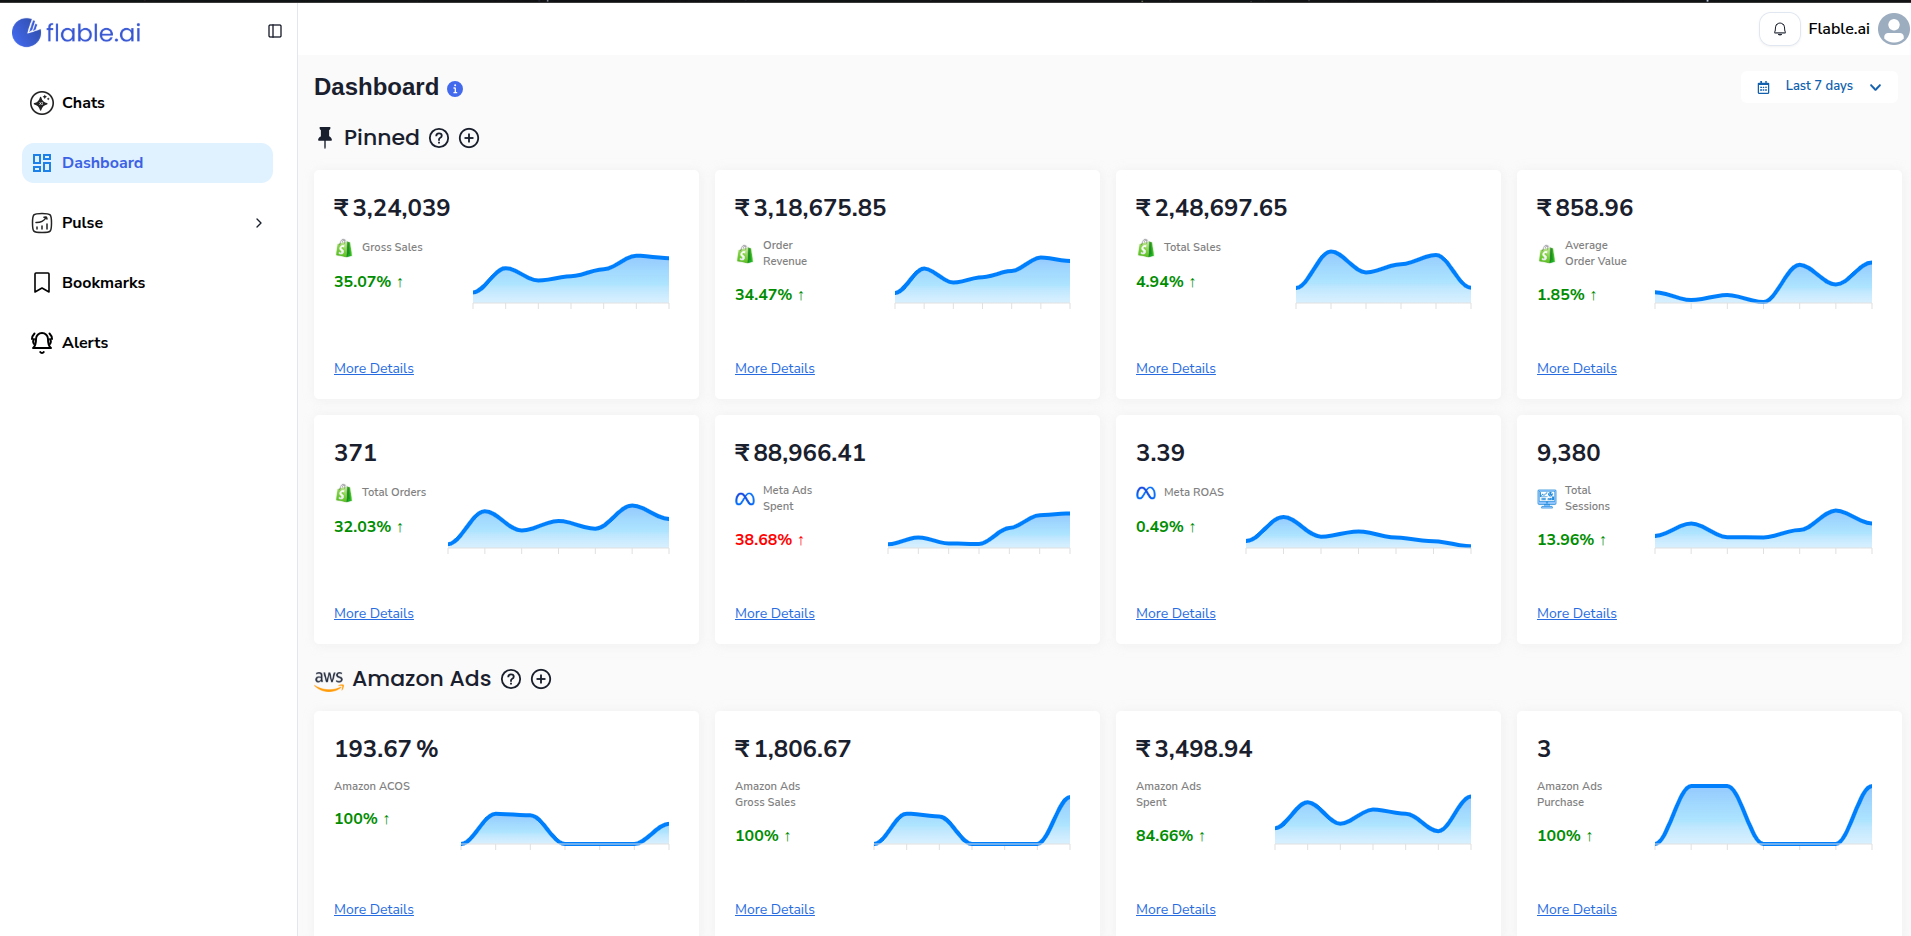 flable.ai
Flable.ai
Chats
Dashboard
Pulse
Bookmarks
Alerts
Dashboard
Last 7 days
Pinned
₹ 3,24,039
Gross Sales
35.07% ↑
More Details
₹ 3,18,675.85
Order
Revenue
34.47% ↑
More Details
₹ 2,48,697.65
Total Sales
4.94% ↑
More Details
₹ 858.96
Average
Order Value
1.85% ↑
More Details
371
Total Orders
32.03% ↑
More Details
₹ 88,966.41
Meta Ads
Spent
38.68% ↑
More Details
3.39
Meta ROAS
0.49% ↑
More Details
9,380
Total
Sessions
13.96% ↑
More Details
aws Amazon Ads
193.67 %
Amazon ACOS
100% ↑
More Details
₹ 1,806.67
Amazon Ads
Gross Sales
100% ↑
More Details
₹ 3,498.94
Amazon Ads
Spent
84.66% ↑
More Details
3
Amazon Ads
Purchase
100% ↑
More Details